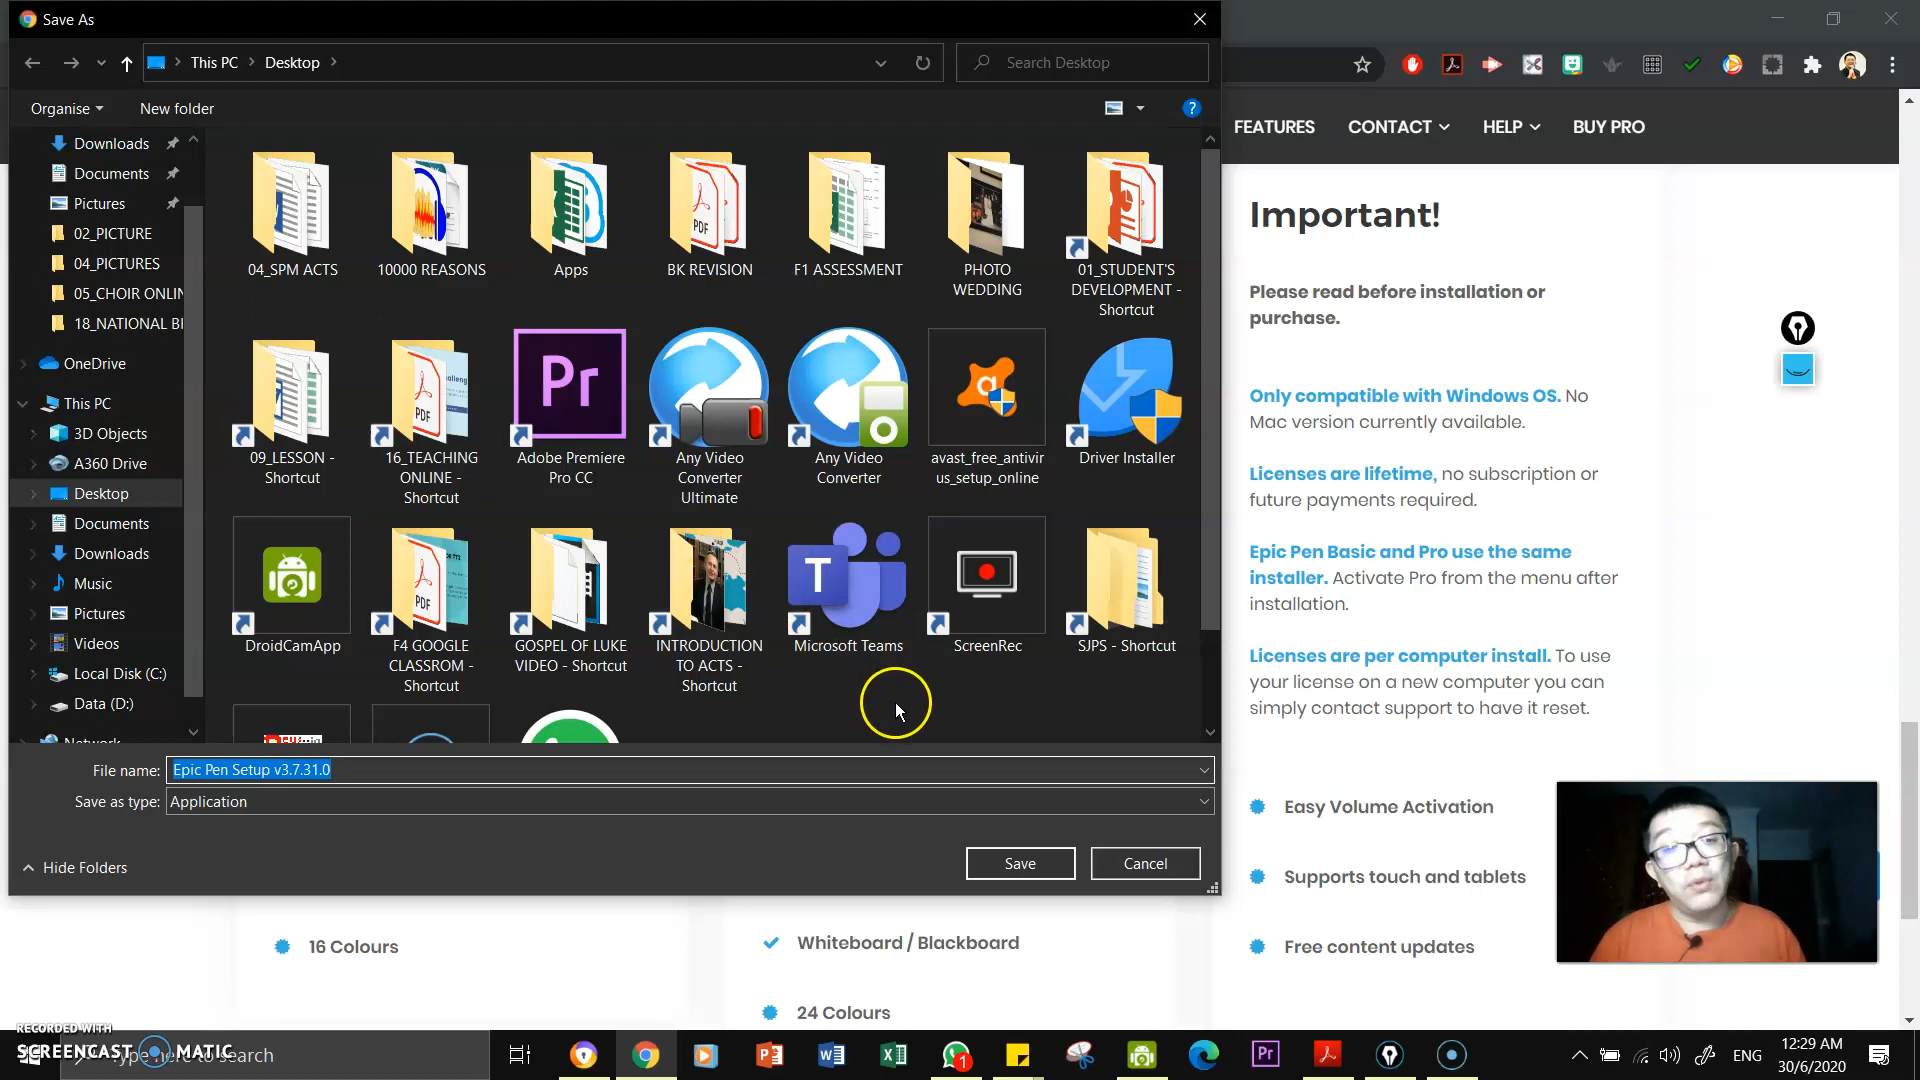 Save As
This PC
Desktop
Search Desktop
Organise
New folder
Downloads
Documents
Pictures
02_PICTURE
04_PICTURES
05_CHOIR ONLIN
18_NATIONAL BI
OneDrive
This PC
3D Objects
A360 Drive
Desktop
Documents
Downloads
Music
Pictures
Videos
Local Disk (C:)
Data (D:)
Network
04_SPM ACTS
10000 REASONS
Apps
BK REVISION
F1 ASSESSMENT
PHOTO
WEDDING
01_STUDENT'S
DEVELOPMENT -
Shortcut
09_LESSON -
Shortcut
16_TEACHING
ONLINE -
Shortcut
Pr
Adobe Premiere
Pro CC
Any Video
Converter
Ultimate
Any Video
Converter
avast_free_antivir
us_setup_online
Driver Installer
DroidCamApp
F4 GOOGLE
CLASSROM -
Shortcut
GOSPEL OF LUKE
VIDEO - Shortcut
INTRODUCTION
TO ACTS -
Shortcut
T
Microsoft Teams
ScreenRec
SJPS - Shortcut
PDF
PDF
PDF
File name:
Epic Pen Setup v3.7.31.0
Save as type:
Application
Hide Folders
Save
Cancel
FEATURES
CONTACT
HELP
BUY PRO
Important!
Please read before installation or
purchase.
Only compatible with Windows OS. No
Mac version currently available.
Licenses are lifetime, no subscription or
future payments required.
Epic Pen Basic and Pro use the same
installer. Activate Pro from the menu after
installation.
Licenses are per computer install. To use
your license on a new computer you can
simply contact support to have it reset.
Easy Volume Activation
Supports touch and tablets
Free content updates
16 Colours
Whiteboard / Blackboard
24 Colours
RECORDED WITH
SCREENCAST MATIC
Type here to search
1
Pr
ENG
12:29 AM
30/6/2020